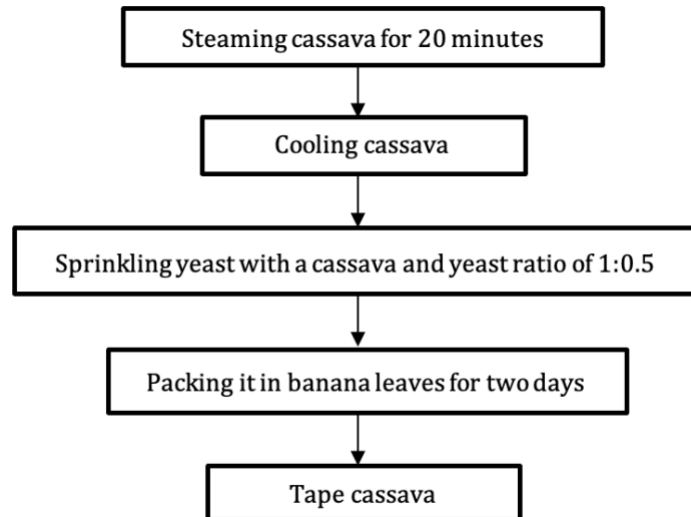 Steaming cassava for 20 minutes
Cooling cassava
Sprinkling yeast with a cassava and yeast ratio of 1:0.5
Packing it in banana leaves for two days
Tape cassava